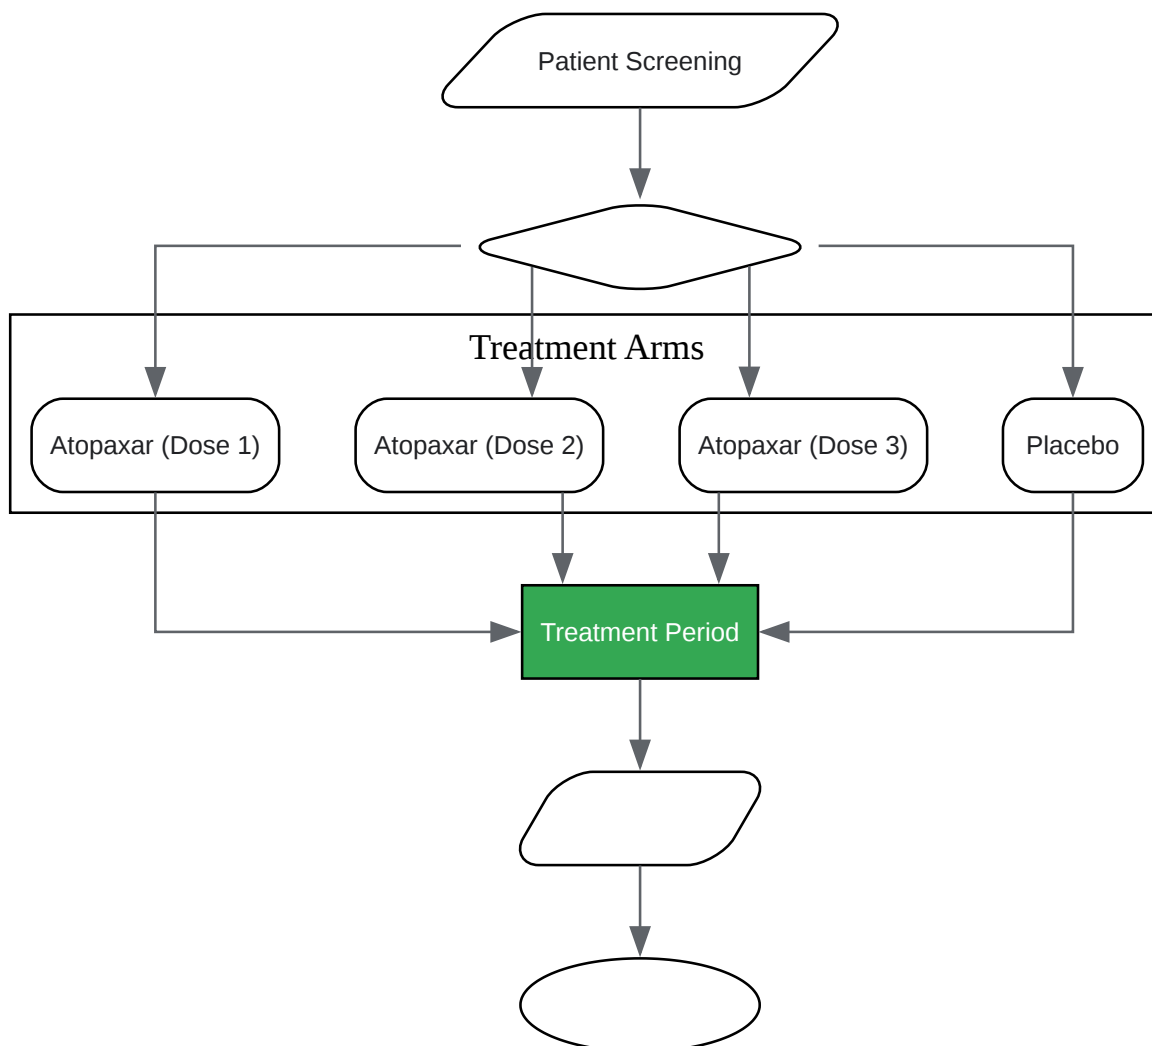 Patient Screening
Treatment Arms
Atopaxar (Dose 1)
Atopaxar (Dose 2)
Atopaxar (Dose 3)
Placebo
Treatment Period